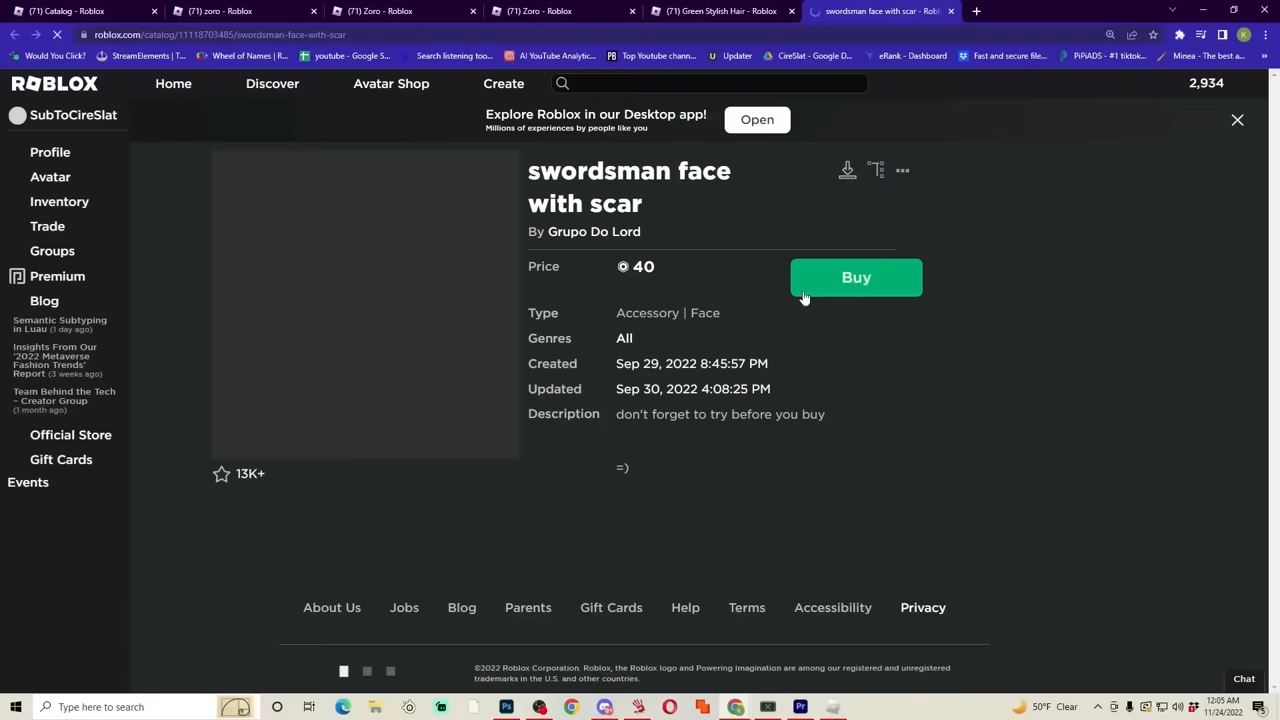 (1) Stylish Catalog - Roblox
(71) zoro - Roblox
(71) Zoro - Roblox
(71) Zoro - Roblox
(71) Green Stylish Hair - Roblox
swordsman face with scar - Robl
roblox.com/catalog/11118703485/swordsman-face-with-scar
K
Would You Click?
StreamElements | T...
Wheel of Names | R...
youtube - Google S...
Search listening too...
AI YouTube Analytic...
Top Youtube chann...
Updater
CireSlat - Google D...
eRank - Dashboard
Fast and secure file...
PiPiADS - #1 tiktok...
Minea - The best a...
ROBLOX
Home
Discover
Avatar Shop
Create
2,934
SubToCireSlat
Explore Roblox in our Desktop app!
Millions of experiences by people like you
Open
Profile
Avatar
Inventory
Trade
Groups
Premium
Blog
Semantic Subtyping
in Luau (1 day ago)
Insights From Our
'2022 Metaverse
Fashion Trends'
Report (3 weeks ago)
Team Behind the Tech
– Creator Group
(1 month ago)
Official Store
Gift Cards
Events
swordsman face
with scar
By Grupo Do Lord
Price
40
Buy
Type
Accessory | Face
Genres
All
Created
Sep 29, 2022 8:45:57 PM
Updated
Sep 30, 2022 4:08:25 PM
Description
don't forget to try before you buy
=)
13K+
About Us
Jobs
Blog
Parents
Gift Cards
Help
Terms
Accessibility
Privacy
©2022 Roblox Corporation. Roblox, the Roblox logo and Powering Imagination are among our registered and unregistered
trademarks in the U.S. and other countries.
Chat
Type here to search
50°F Clear
12:05 AM
11/24/2022